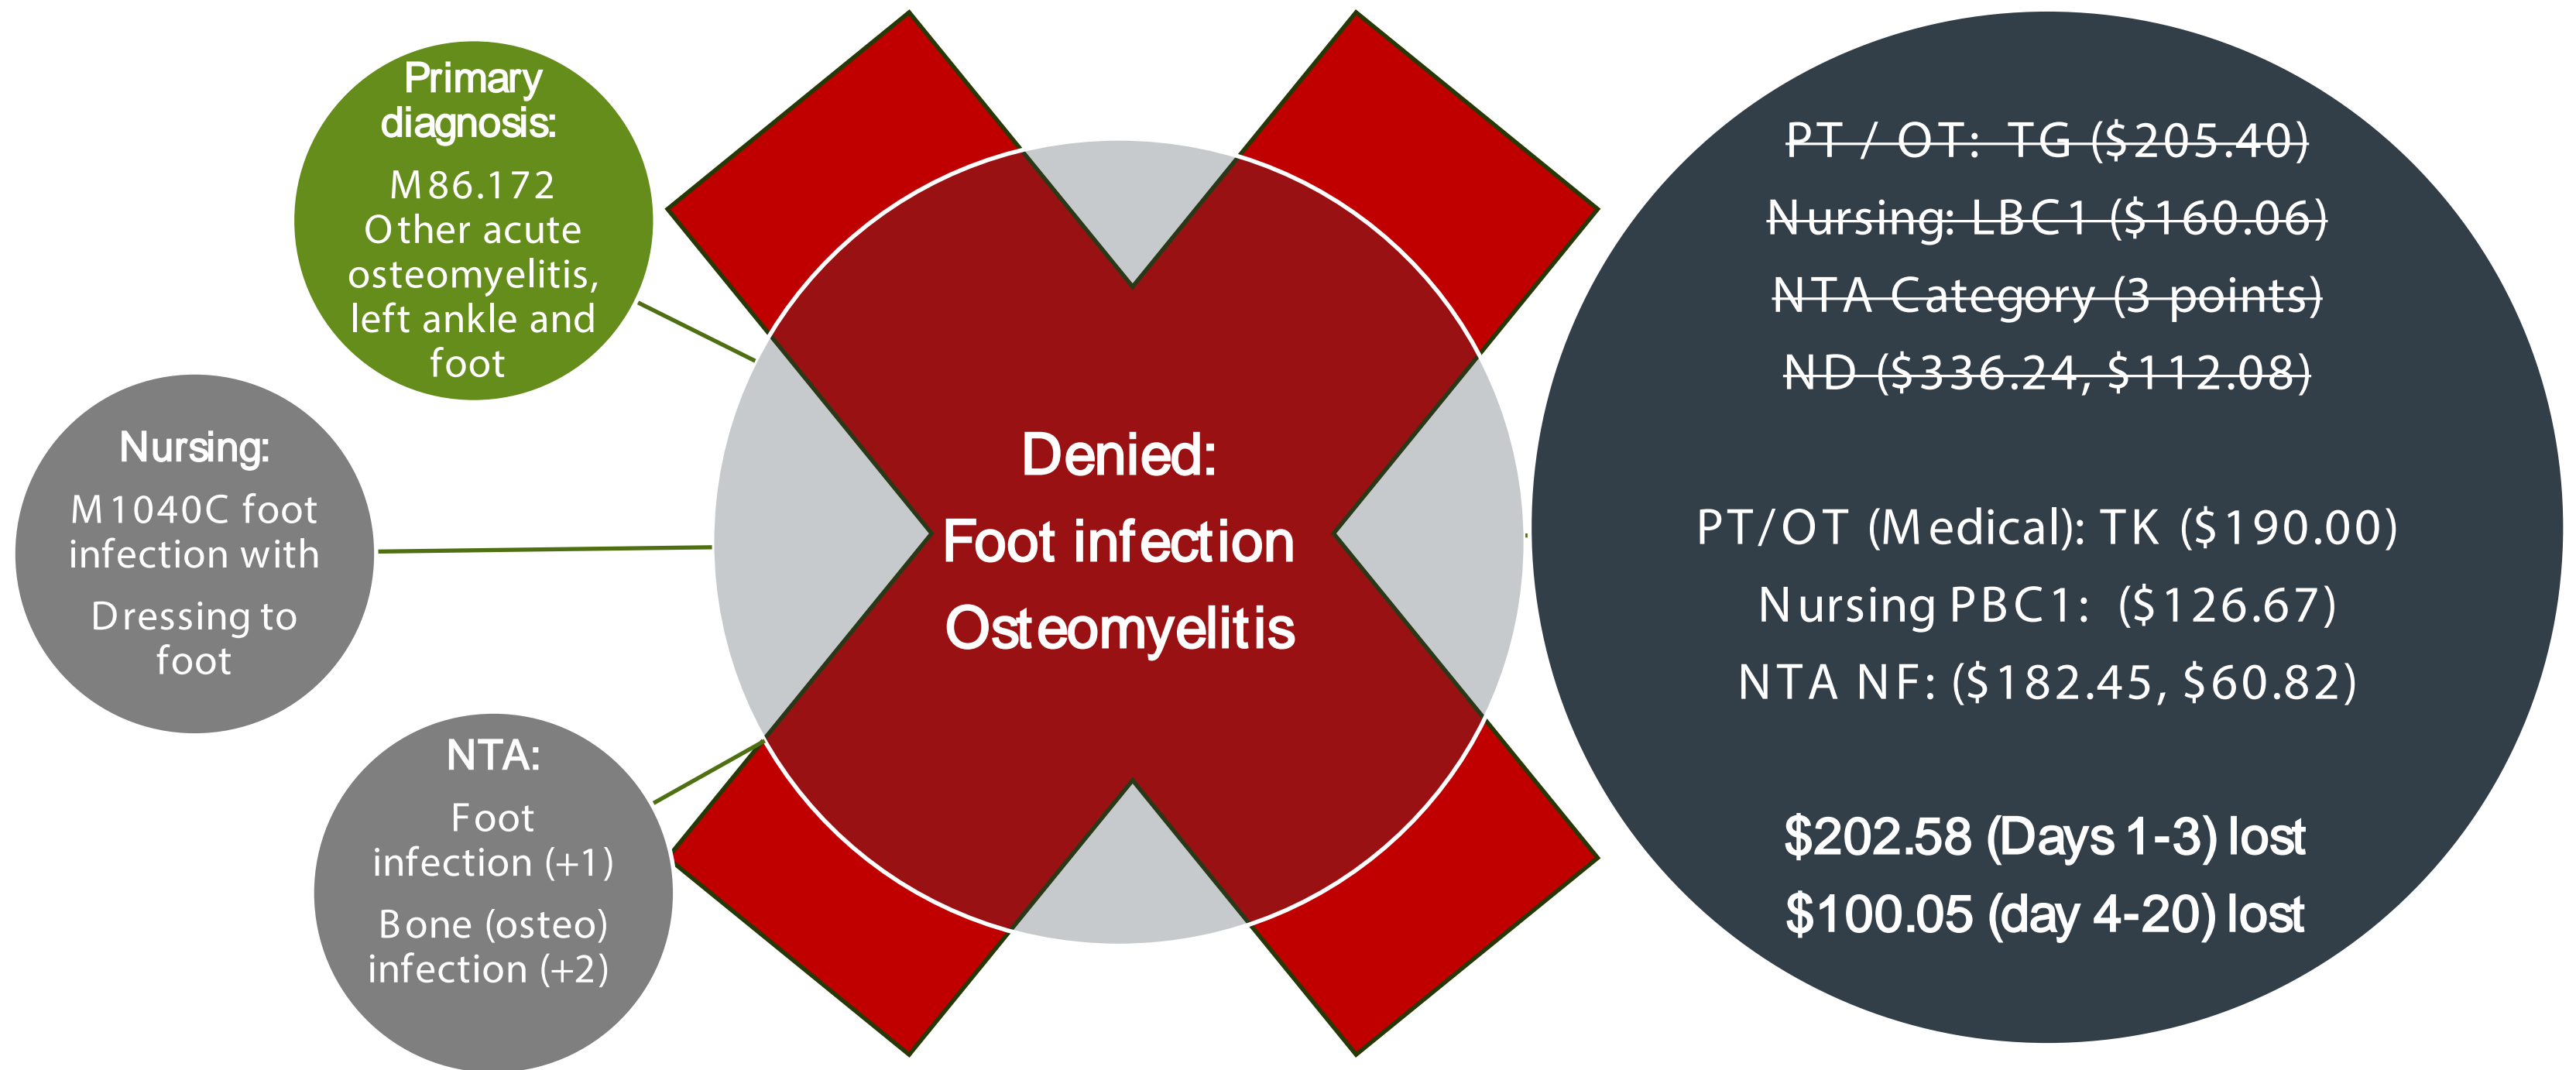 Primary
diagnosis:
M86.172
Other acute
osteomyelitis,
left ankle and
foot
Nursing:
M1040C foot
infection with
Dressing to
foot
NTA:
Foot
infection (+1)
Bone (osteo)
infection (+2)
Denied:
Foot infection
Osteomyelitis
PT / OT: TG ($205.40)
Nursing: LBC1 ($160.06)
NTA Category (3 points)
ND ($336.24, $112.08)
PT/OT (Medical): TK ($190.00)
Nursing PBC1: ($126.67)
NTA NF: ($182.45, $60.82)
$202.58 (Days 1-3) lost
$100.05 (day 4-20) lost